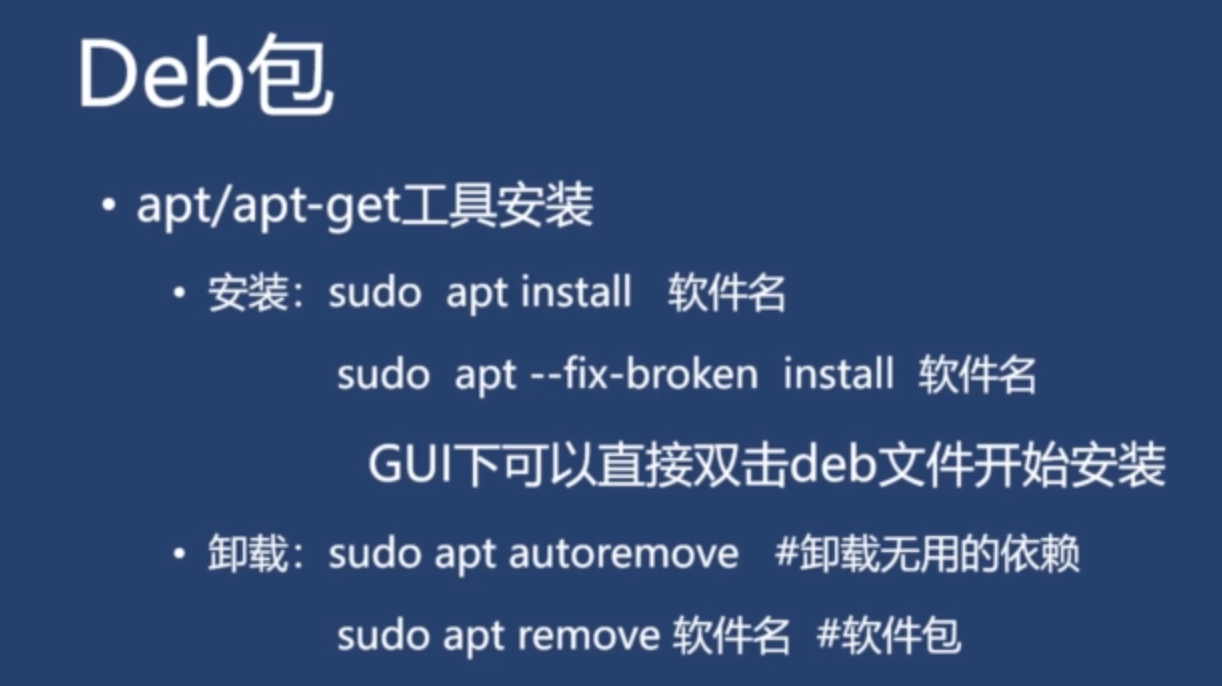 Deb包
• apt/apt-get工具安装
• 安装：sudo apt install 软件名
sudo apt --fix-broken install 软件名
GUI下可以直接双击deb文件开始安装
• 卸载：sudo apt autoremove #卸载无用的依赖
sudo apt remove 软件名 #软件包